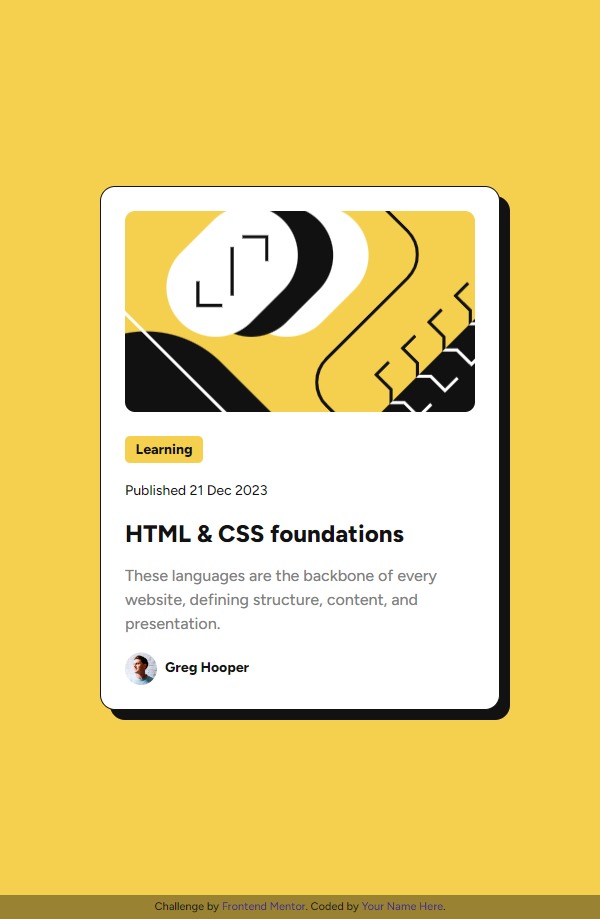 Learning
Published 21 Dec 2023
HTML & CSS foundations
These languages are the backbone of every
website, defining structure, content, and
presentation.
Greg Hooper
Challenge by Frontend Mentor. Coded by Your Name Here.